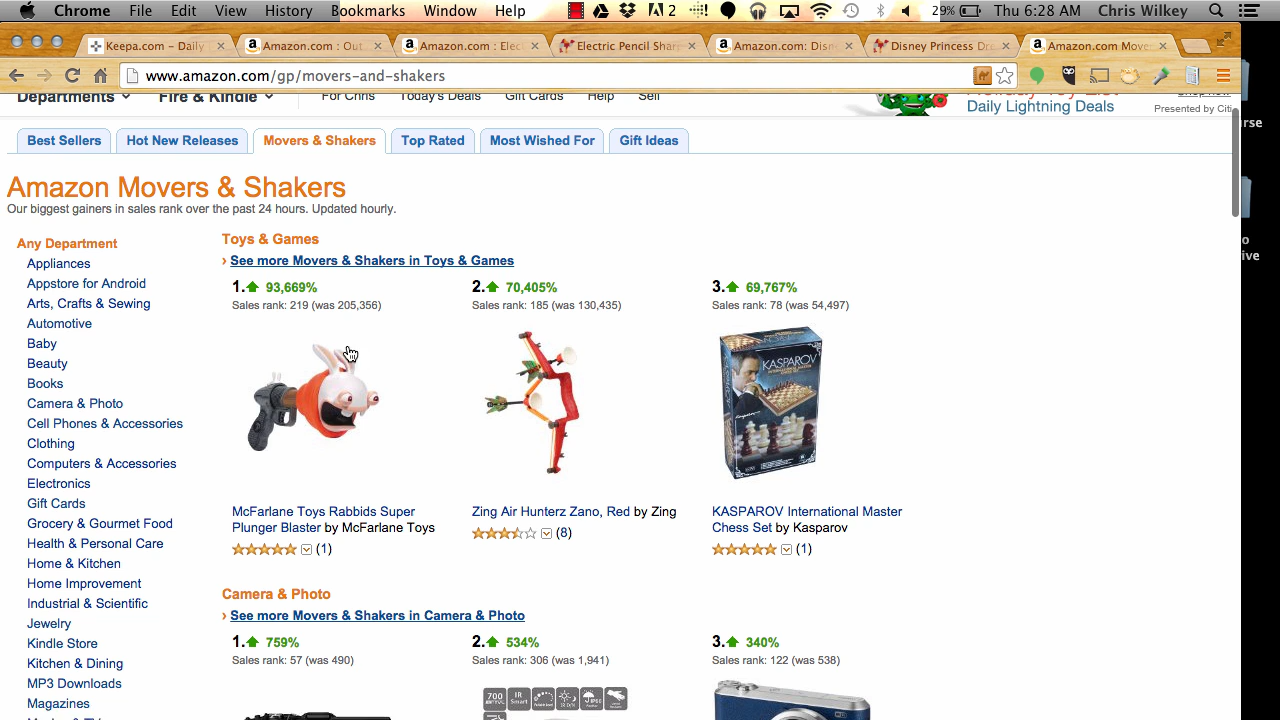 Chrome File Edit View History Bookmarks Window Help 2 29% Thu 6:28 AM Chris Wilkey
Keepa.com – Daily Amazon.com : Out Amazon.com : Elec Electric Pencil Shar Amazon.com: Disn Disney Princess Dr Amazon.com Move
www.amazon.com/gp/movers-and-shakers
Departments Fire & Kindle For Chris Today's Deals Gift Cards Help Sell
Daily Lightning Deals
Presented by Citi
urse
Best Sellers Hot New Releases Movers & Shakers Top Rated Most Wished For Gift Ideas
Amazon Movers & Shakers
Our biggest gainers in sales rank over the past 24 hours. Updated hourly.
o
ive
Any Department
Appliances
Appstore for Android
Arts, Crafts & Sewing
Automotive
Baby
Beauty
Books
Camera & Photo
Cell Phones & Accessories
Clothing
Computers & Accessories
Electronics
Gift Cards
Grocery & Gourmet Food
Health & Personal Care
Home & Kitchen
Home Improvement
Industrial & Scientific
Jewelry
Kindle Store
Kitchen & Dining
MP3 Downloads
Magazines
Toys & Games
› See more Movers & Shakers in Toys & Games
1. 93,669% 2. 70,405% 3. 69,767%
Sales rank: 219 (was 205,356) Sales rank: 185 (was 130,435) Sales rank: 78 (was 54,497)
KASPAROV
McFarlane Toys Rabbids Super Plunger Blaster by McFarlane Toys
(1)
Zing Air Hunterz Zano, Red by Zing
(8)
KASPAROV International Master Chess Set by Kasparov
(1)
Camera & Photo
› See more Movers & Shakers in Camera & Photo
1. 759% 2. 534% 3. 340%
Sales rank: 57 (was 490) Sales rank: 306 (was 1,941) Sales rank: 122 (was 538)
700
IR
Smart